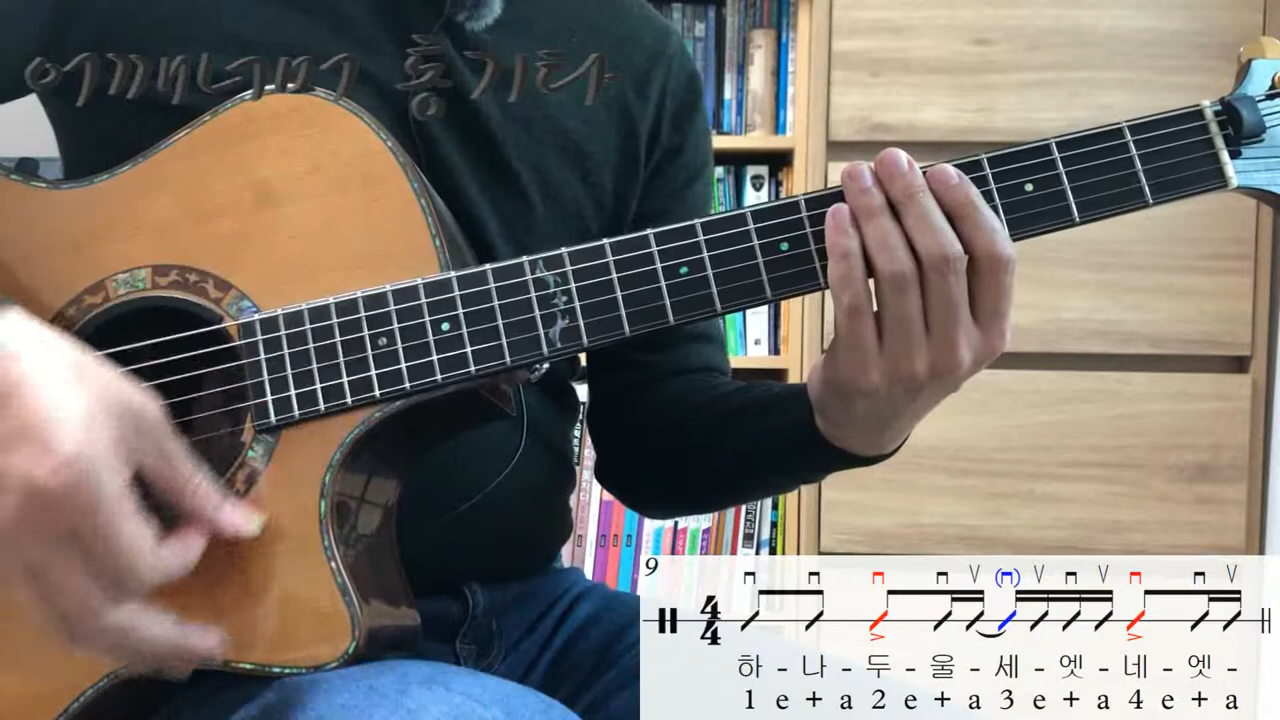 어깨너머 통기타
9
4
4
하 - 나 - 두 - 울 - 세 - 엣 - 네 - 엣 -
1 e + a 2 e + a 3 e + a 4 e + a